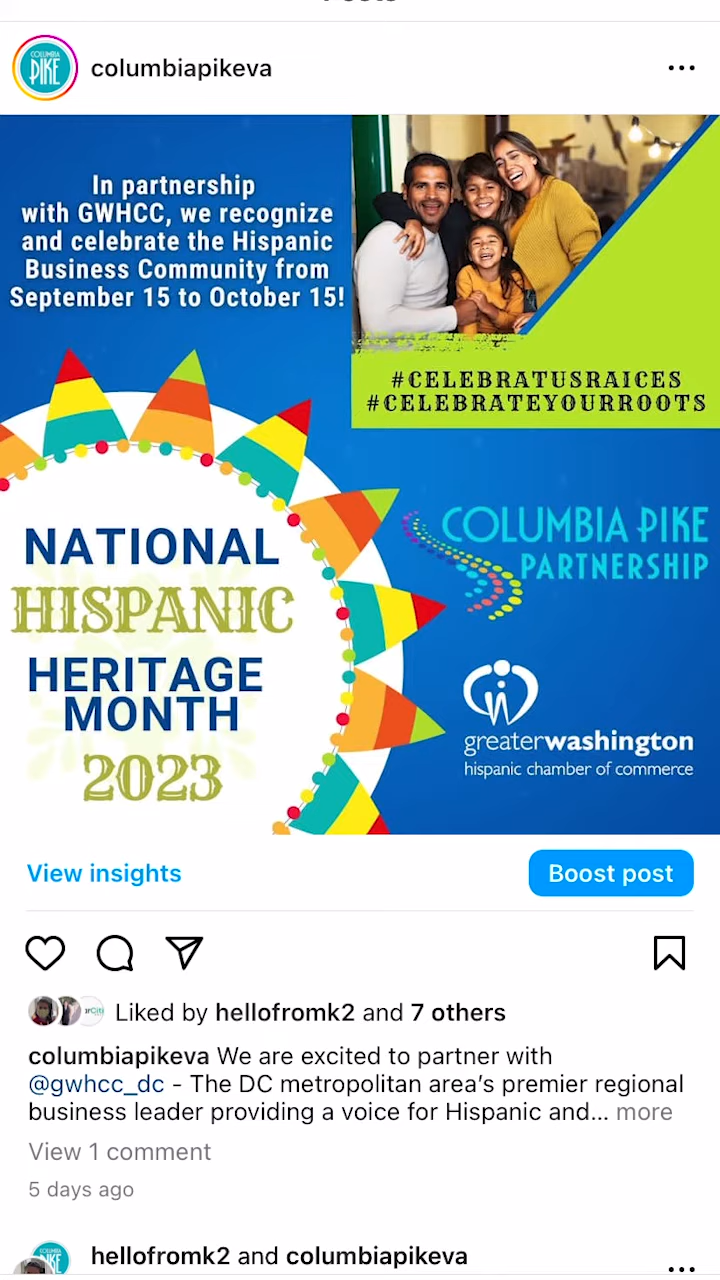 columbiapikeva
COLUMBIA
PIKE
In partnership
with GWHCC, we recognize
and celebrate the Hispanic
Business Community from
September 15 to October 15!
#CELEBRATUSRAICES
#CELEBRATEYOURROOTS
NATIONAL
HISPANIC
HERITAGE
MONTH
2023
COLUMBIA PIKE
PARTNERSHIP
greaterwashington
hispanic chamber of commerce
View insights
Boost post
Liked by hellofromk2 and 7 others
columbiapikeva We are excited to partner with
@gwhcc_dc - The DC metropolitan area’s premier regional
business leader providing a voice for Hispanic and... more
View 1 comment
5 days ago
COLUMBIA
hellofromk2 and columbiapikeva